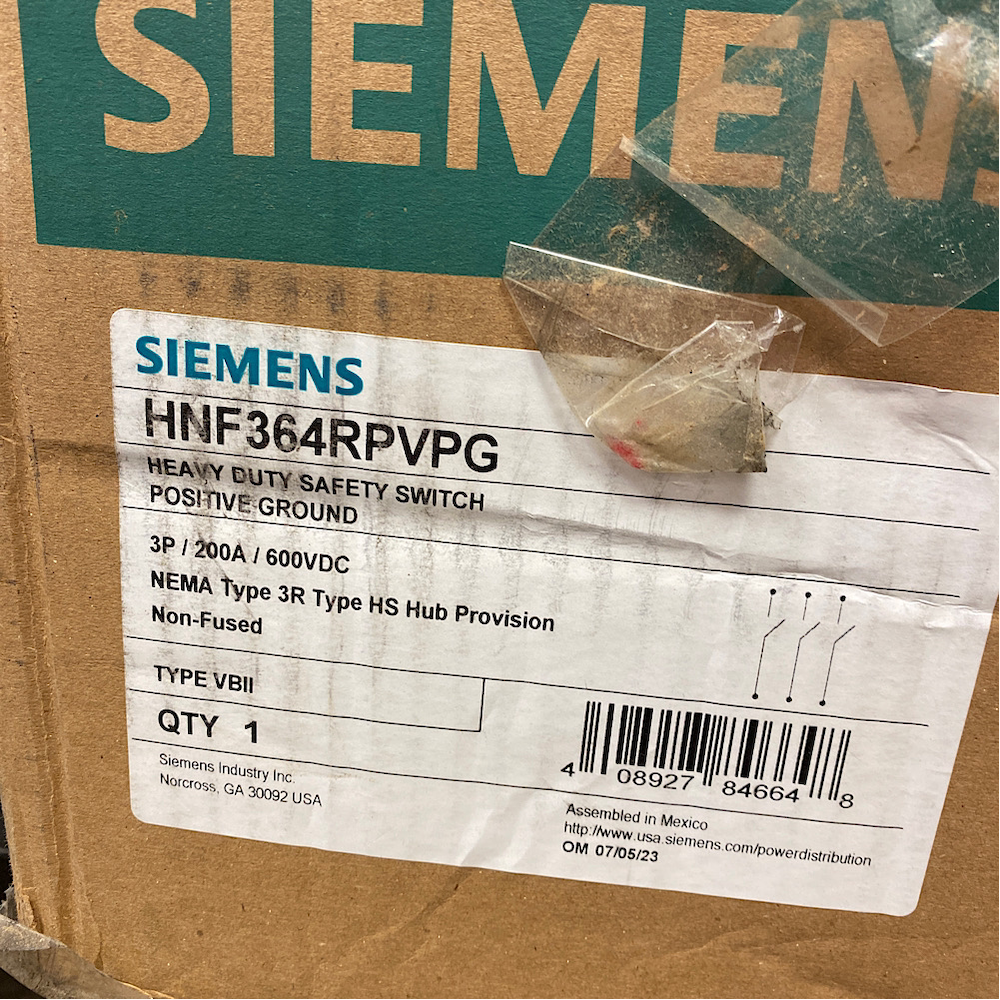 SIEMENS
SIEMENS
HNF364RPVPG
HEAVY DUTY SAFETY SWITCH
POSITIVE GROUND
3P / 200A / 600VDC
NEMA Type 3R Type HS Hub Provision
Non-Fused
TYPE VBII
QTY 1
Siemens Industry Inc.
Norcross, GA 30092 USA
4 08927 84664 8
Assembled in Mexico
http://www.usa.siemens.com/powerdistribution
OM 07/05/23